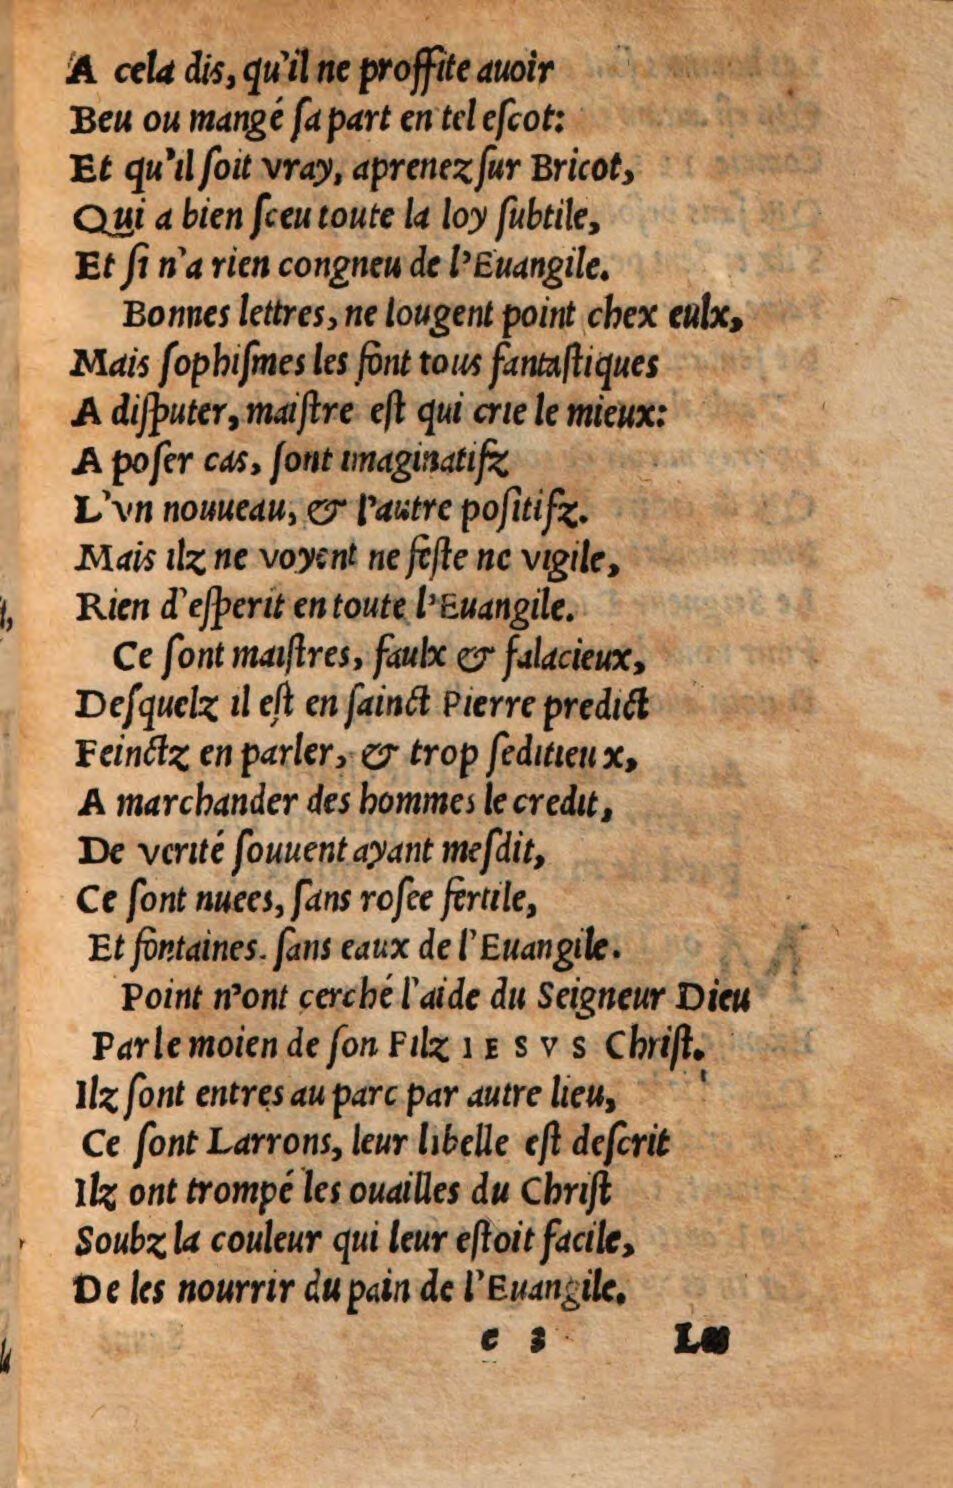 A cela dis, qu'il ne proffite auoir
Beu ou mangé ſa part en tel eſcot:
Et qu'il ſoit vray, aprenez ſur Bricot,
Qui a bien ſceu toute la loy ſubtile,
Et ſi n'a rien congneu de l'Euangile.
Bonnes lettres, ne lougent point chex eulx,
Mais ſophiſmes les font tous fantaſtiques
A diſputer, maiſtre eſt qui crie le mieux:
A poſer cas, ſont imaginatifz
L'vn nouueau, & l'autre poſitifz.
Mais ilz ne voyent ne feſte ne vigile,
Rien d'eſperit en toute l'Euangile.
Ce ſont maiſtres, faulx & falacieux,
Deſquelz il eſt en ſainct Pierre predict
Feinctz en parler, & trop ſeditieux,
A marchander des hommes le credit,
De verité ſouuent ayant meſdit,
Ce ſont nuees, ſans roſee fertile,
Et fontaines. ſans eaux de l'Euangile.
Point n'ont cerché l'aide du Seigneur Dieu
Par le moien de ſon Filz IESVS Chriſt.
Ilz ſont entres au parc par autre lieu,
Ce ſont Larrons, leur libelle eſt deſcrit
Ilz ont trompé les ouailles du Chriſt
Soubz la couleur qui leur eſtoit facile,
De les nourrir du pain de l'Euangile.
c 3